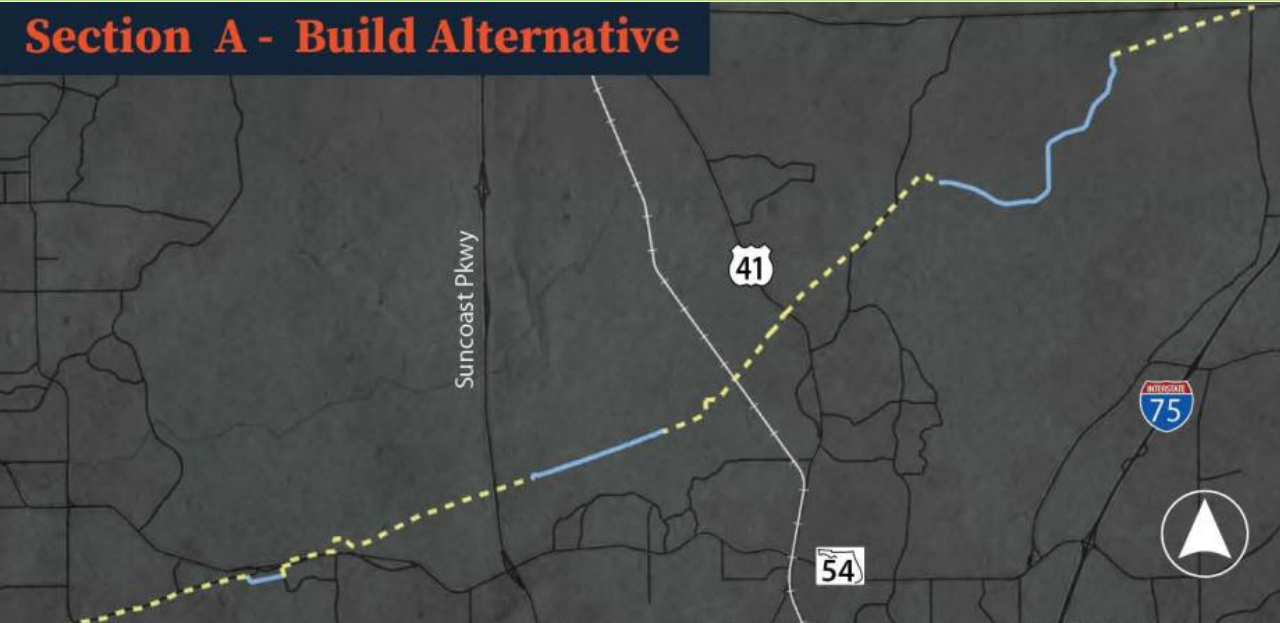 Section A - Build Alternative
41
Suncoast Pkwy
INTERSTATE
75
54